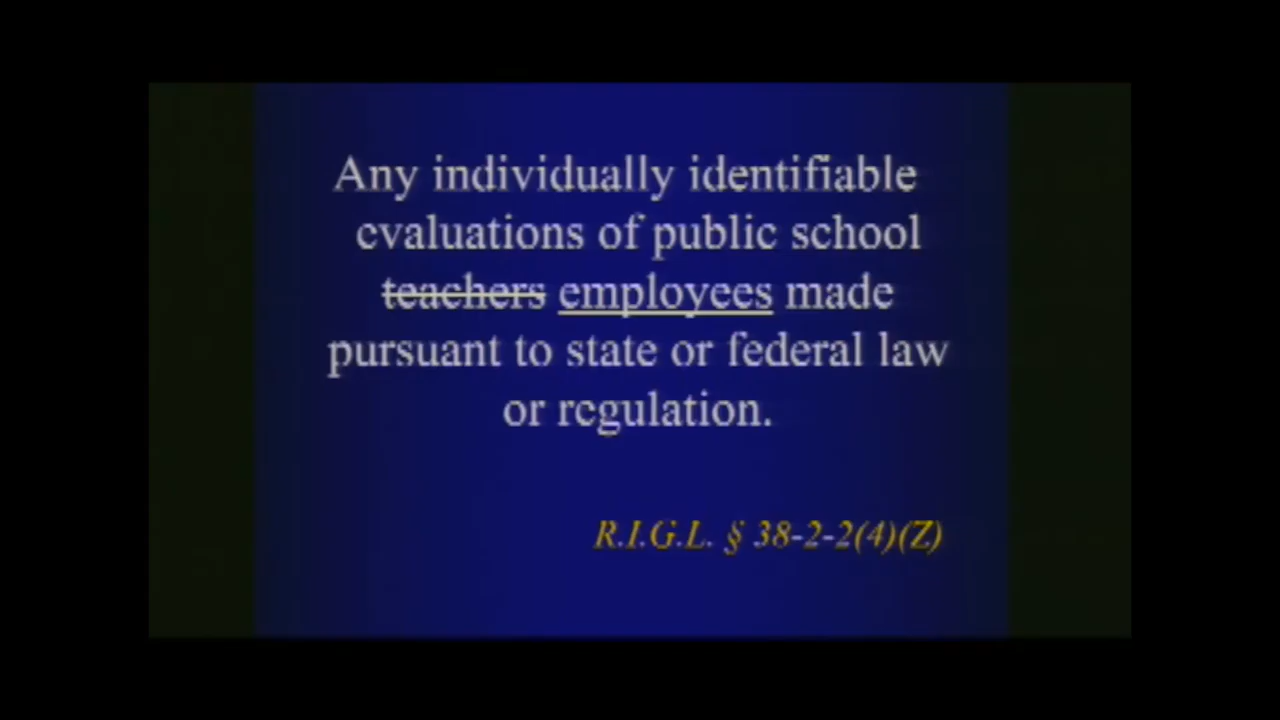 Any individually identifiable
evaluations of public school
teachers employees made
pursuant to state or federal law
or regulation.
R.I.G.L. § 38-2-2(4)(Z)